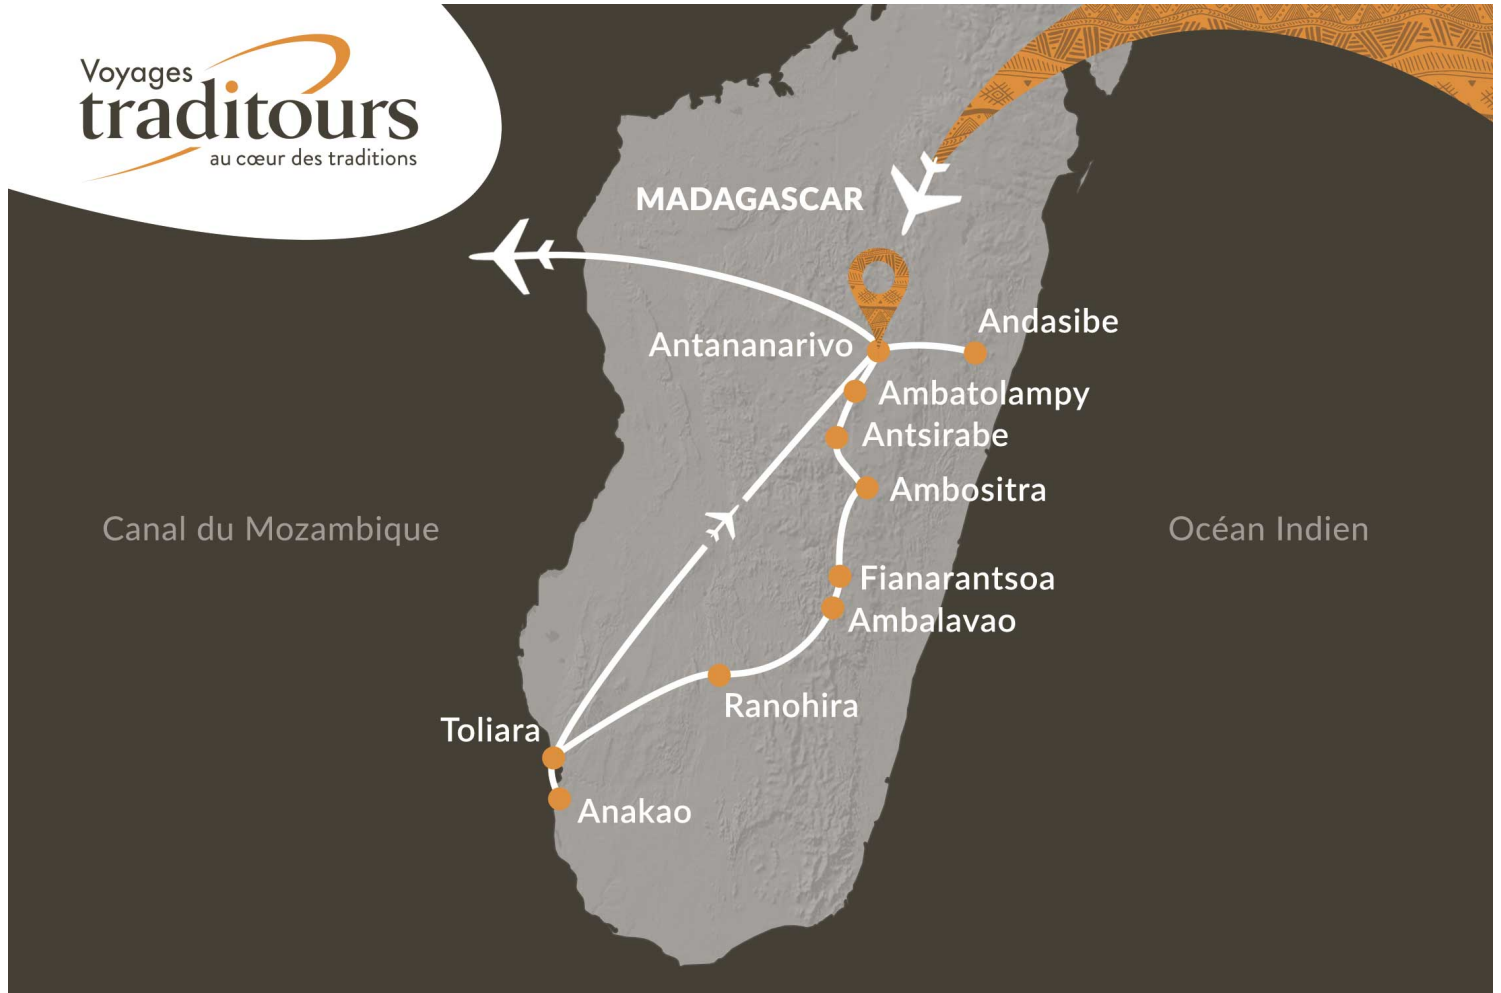 Voyages
traditours
au cœur des traditions
MADAGASCAR
Andasibe
Antananarivo
Ambatolampy
Antsirabe
Ambositra
Canal du Mozambique
Océan Indien
Fianarantsoa
Ambalavao
Ranohira
Toliara
Anakao